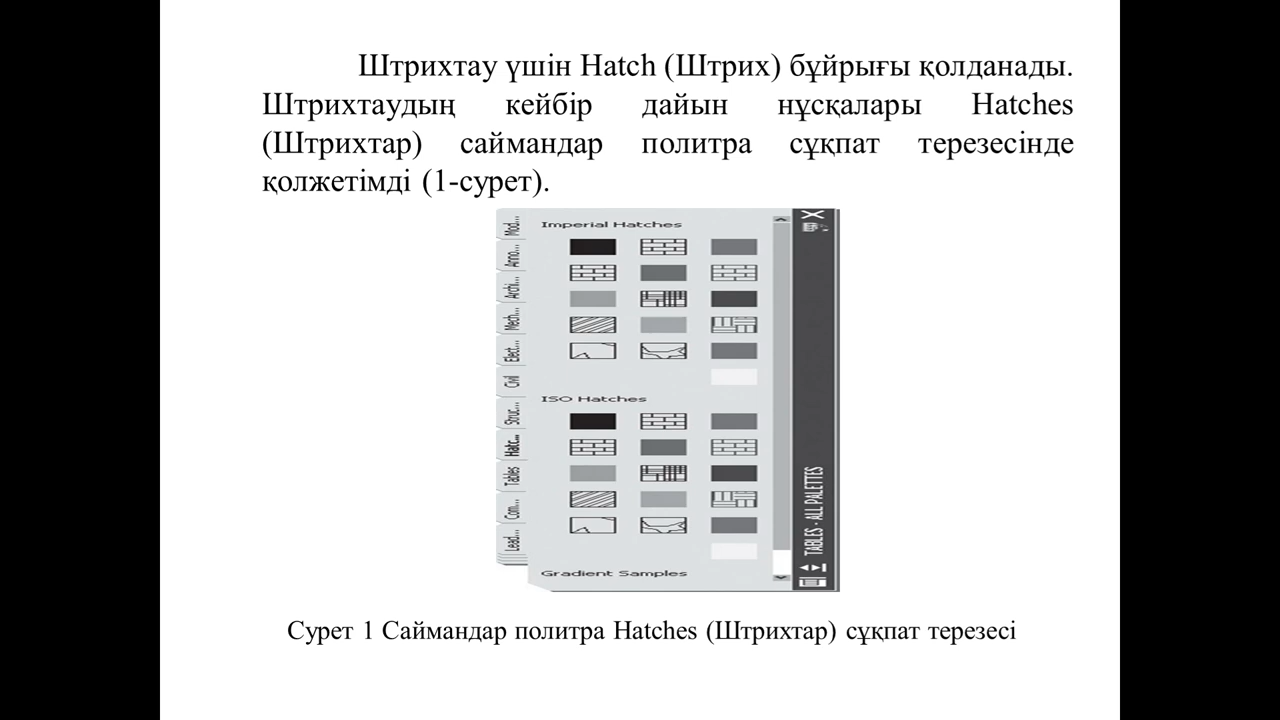 Штрихтау үшін Hatch (Штрих) бұйрығы қолданады.
Штрихтаудың кейбір дайын нұсқалары Hatches
(Штрихтар) саймандар политра сұқпат терезесінде
қолжетімді (1-сурет).
Imperial Hatches
ISO Hatches
Gradient Samples
Mod...
Anno...
Archi...
Mech...
Elect...
Civil
Struc...
Hatc...
Tables
Com...
Lead...
TABLES - ALL PALETTES
Сурет 1 Саймандар политра Hatches (Штрихтар) сұқпат терезесі